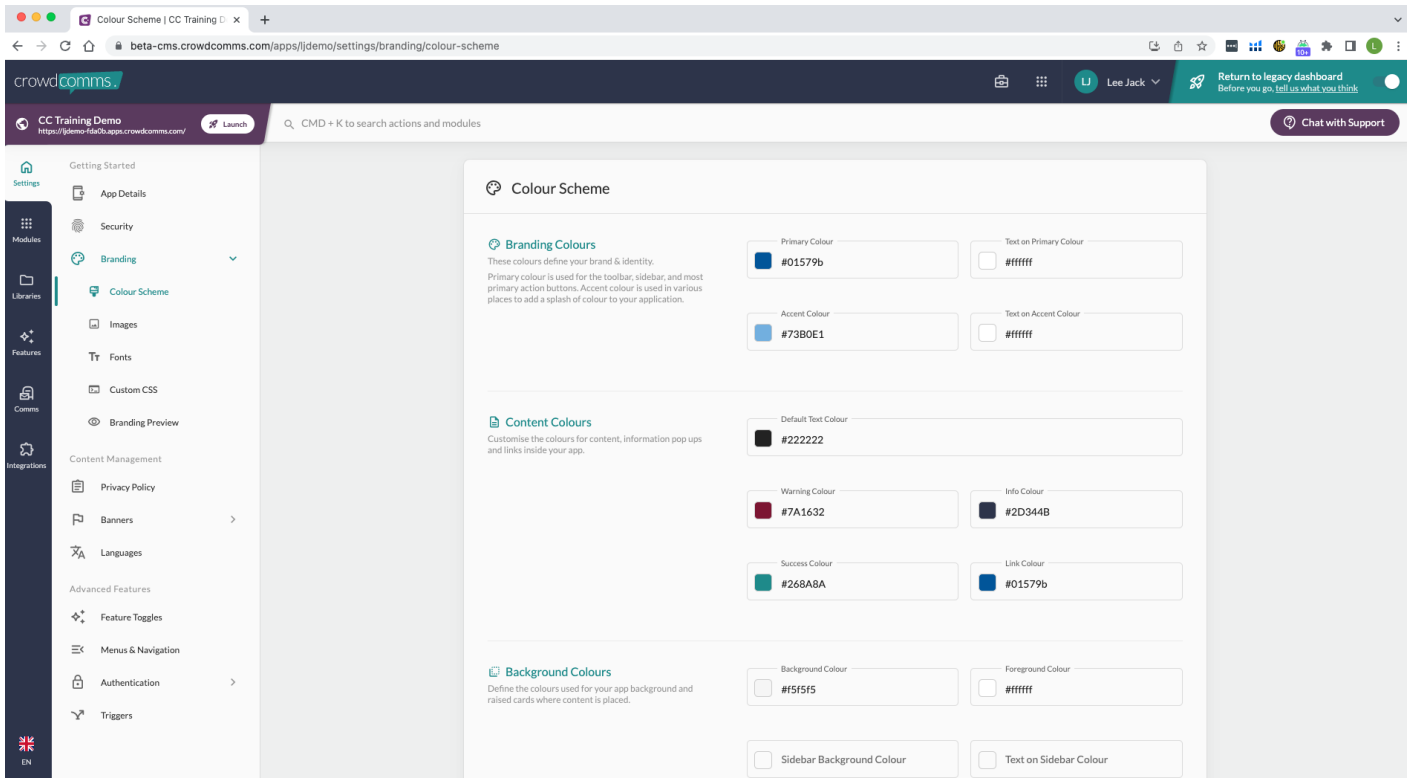 Colour Scheme | CC Training D
beta-cms.crowdcomms.com/apps/ljdemo/settings/branding/colour-scheme
10+
L
crowdcomms.
LJ
Lee Jack
Return to legacy dashboard
Before you go, tell us what you think
CC Training Demo
https://ljdemo-fda0b.apps.crowdcomms.com/
Launch
CMD + K to search actions and modules
Chat with Support
Settings
Modules
Libraries
Features
Comms
Integrations
EN
Getting Started
App Details
Security
Branding
Colour Scheme
Images
Fonts
Custom CSS
Branding Preview
Content Management
Privacy Policy
Banners
Languages
Advanced Features
Feature Toggles
Menus & Navigation
Authentication
Triggers
Colour Scheme
Branding Colours
These colours define your brand & identity.
Primary colour is used for the toolbar, sidebar, and most
primary action buttons. Accent colour is used in various
places to add a splash of colour to your application.
Primary Colour
#01579b
Text on Primary Colour
#ffffff
Accent Colour
#73B0E1
Text on Accent Colour
#ffffff
Content Colours
Customise the colours for content, information pop ups
and links inside your app.
Default Text Colour
#222222
Warning Colour
#7A1632
Info Colour
#2D344B
Success Colour
#268A8A
Link Colour
#01579b
Background Colours
Define the colours used for your app background and
raised cards where content is placed.
Background Colour
#f5f5f5
Foreground Colour
#ffffff
Sidebar Background Colour
Text on Sidebar Colour